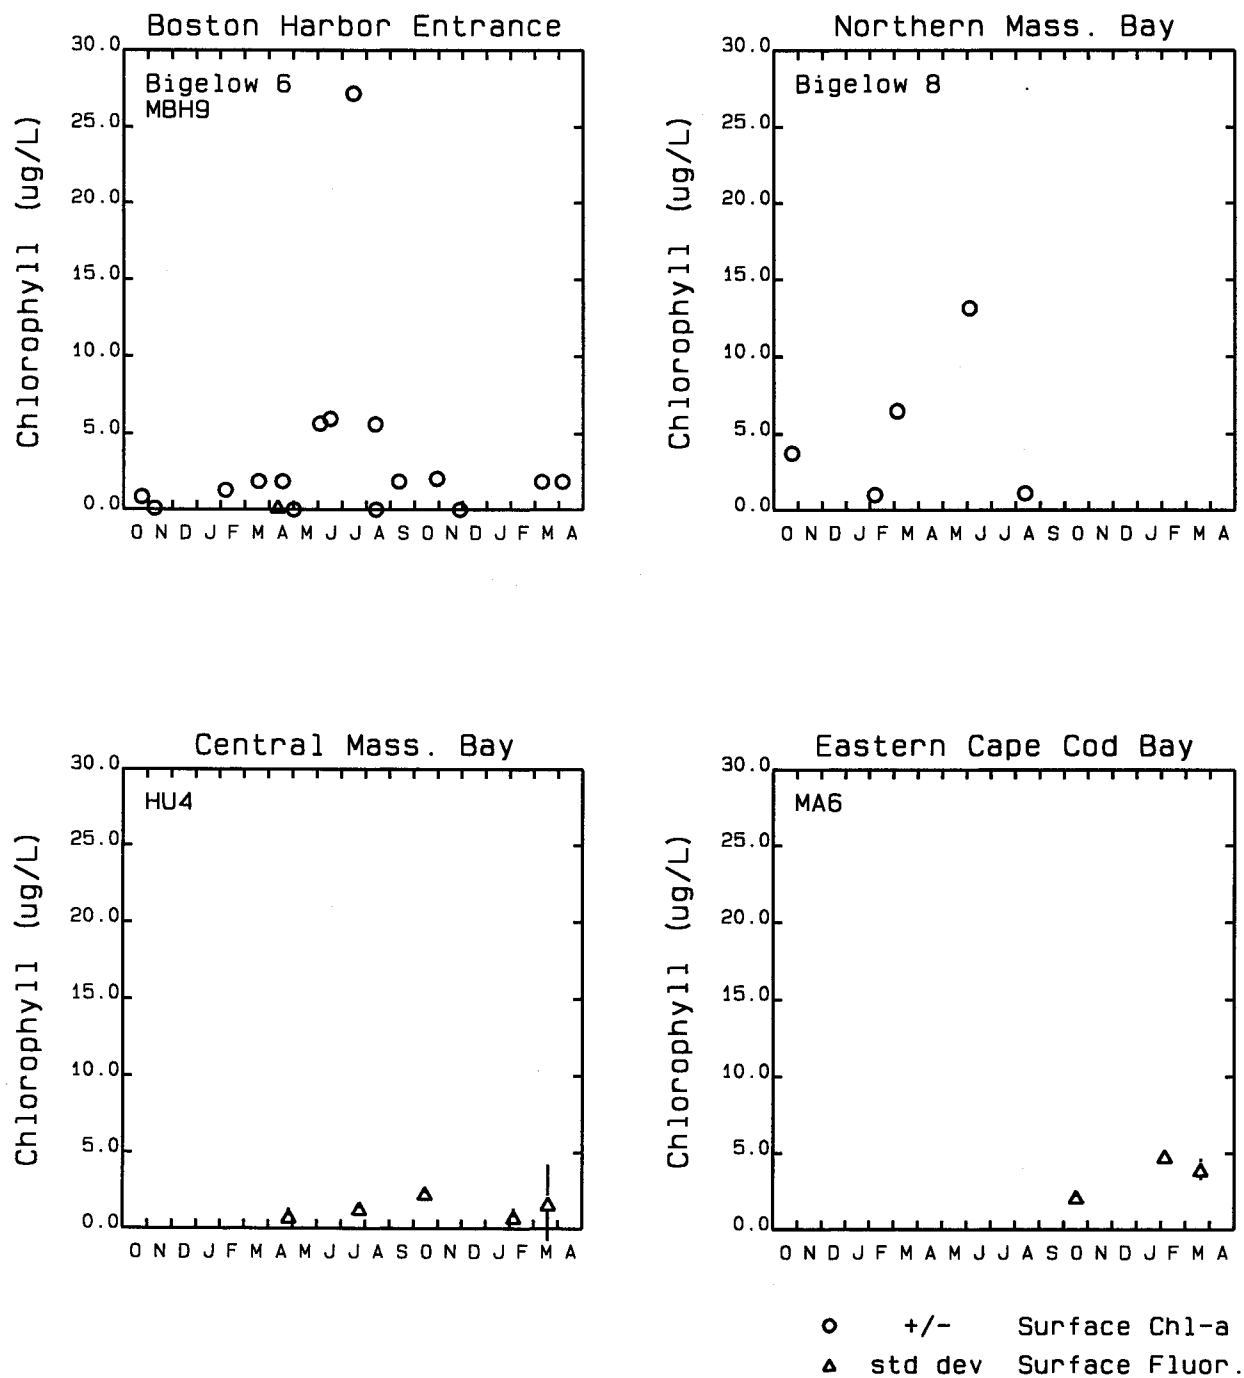 Boston Harbor Entrance
Chlorophyll (ug/L)
30.0
25.0
20.0
15.0
10.0
5.0
0.0
Bigelow 6
MBH9
O N D J F M A M J J A S O N D J F M A
Northern Mass. Bay
Chlorophyll (ug/L)
30.0
25.0
20.0
15.0
10.0
5.0
0.0
Bigelow 8
O N D J F M A M J J A S O N D J F M A
Central Mass. Bay
Chlorophyll (ug/L)
30.0
25.0
20.0
15.0
10.0
5.0
0.0
HU4
O N D J F M A M J J A S O N D J F M A
Eastern Cape Cod Bay
Chlorophyll (ug/L)
30.0
25.0
20.0
15.0
10.0
5.0
0.0
MA6
O N D J F M A M J J A S O N D J F M A
+/- Surface Chl-a
std dev Surface Fluor.